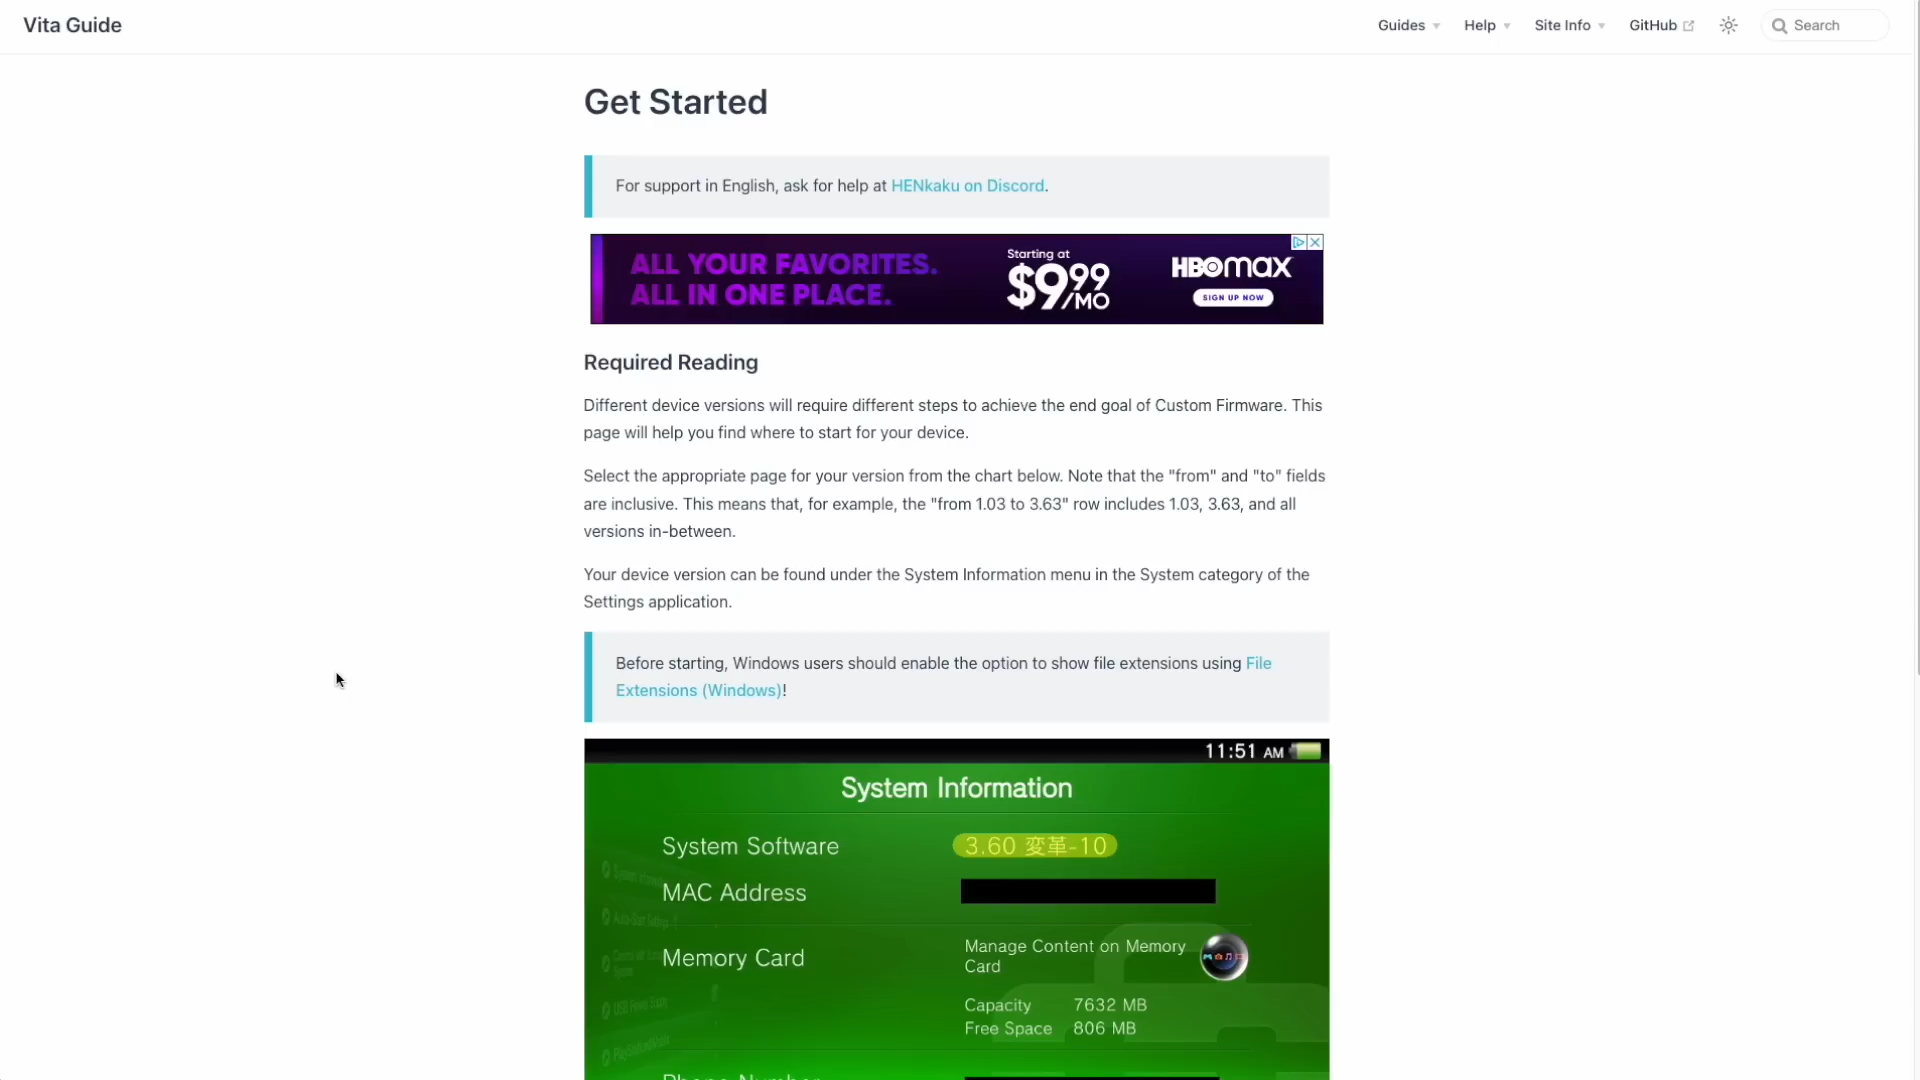 Vita Guide
Guides
Help
Site Info
GitHub
Search
Get Started
For support in English, ask for help at HENkaku on Discord.
ALL YOUR FAVORITES.
ALL IN ONE PLACE.
Starting at
$9.99/MO
HBOmax
SIGN UP NOW
Required Reading
Different device versions will require different steps to achieve the end goal of Custom Firmware. This
page will help you find where to start for your device.
Select the appropriate page for your version from the chart below. Note that the "from" and "to" fields
are inclusive. This means that, for example, the "from 1.03 to 3.63" row includes 1.03, 3.63, and all
versions in-between.
Your device version can be found under the System Information menu in the System category of the
Settings application.
Before starting, Windows users should enable the option to show file extensions using File
Extensions (Windows)!
11:51 AM
System Information
System Software
3.60 変革-10
MAC Address
Memory Card
Manage Content on Memory
Card
Capacity 7632 MB
Free Space 806 MB
Phone Number